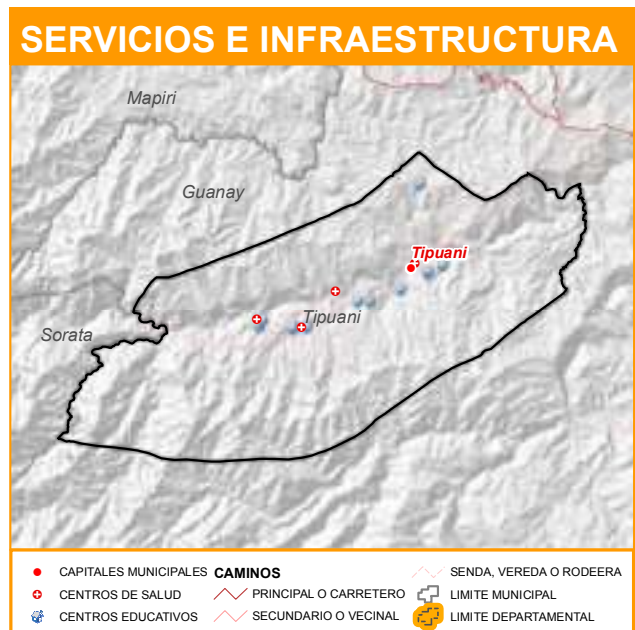 SERVICIOS E INFRAESTRUCTURA
Mapiri
Guanay
Tipuani
Tipuani
Sorata
CAPITALES MUNICIPALES
CENTROS DE SALUD
CENTROS EDUCATIVOS
CAMINOS
PRINCIPAL O CARRETERO
SECUNDARIO O VECINAL
SENDA, VEREDA O RODEERA
LIMITE MUNICIPAL
LIMITE DEPARTAMENTAL